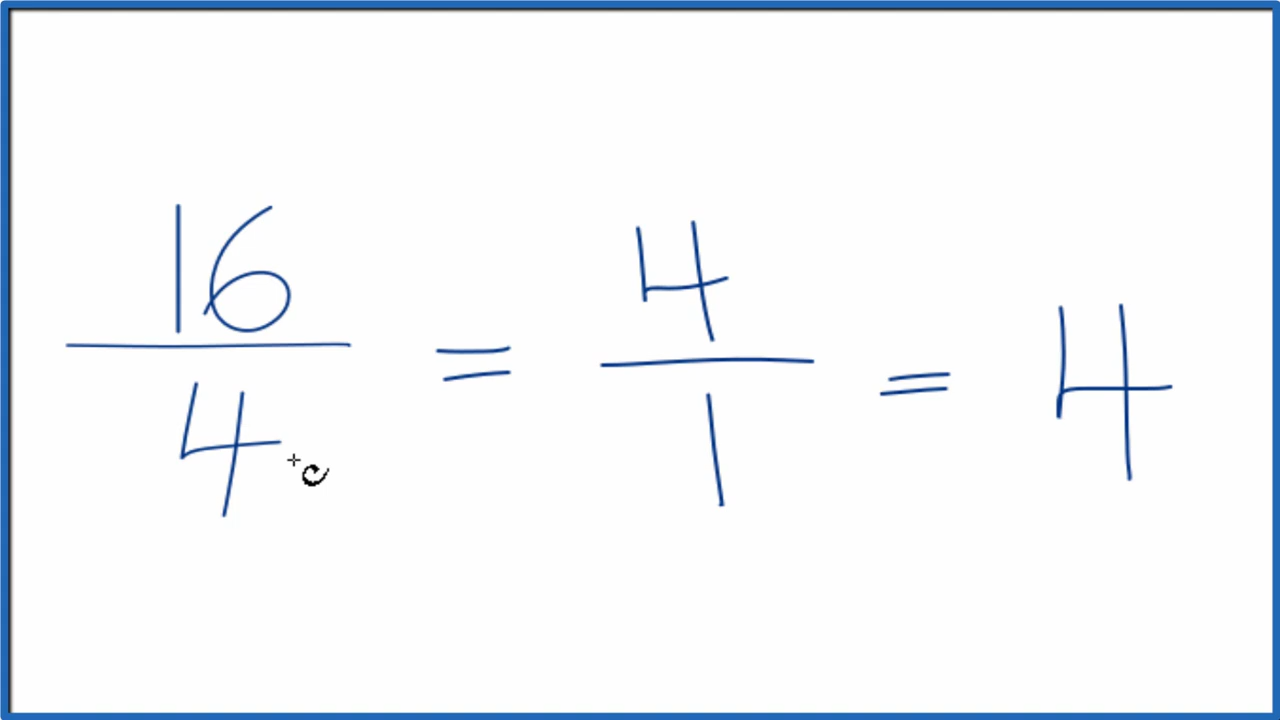 16/4 = 4/1 = 4